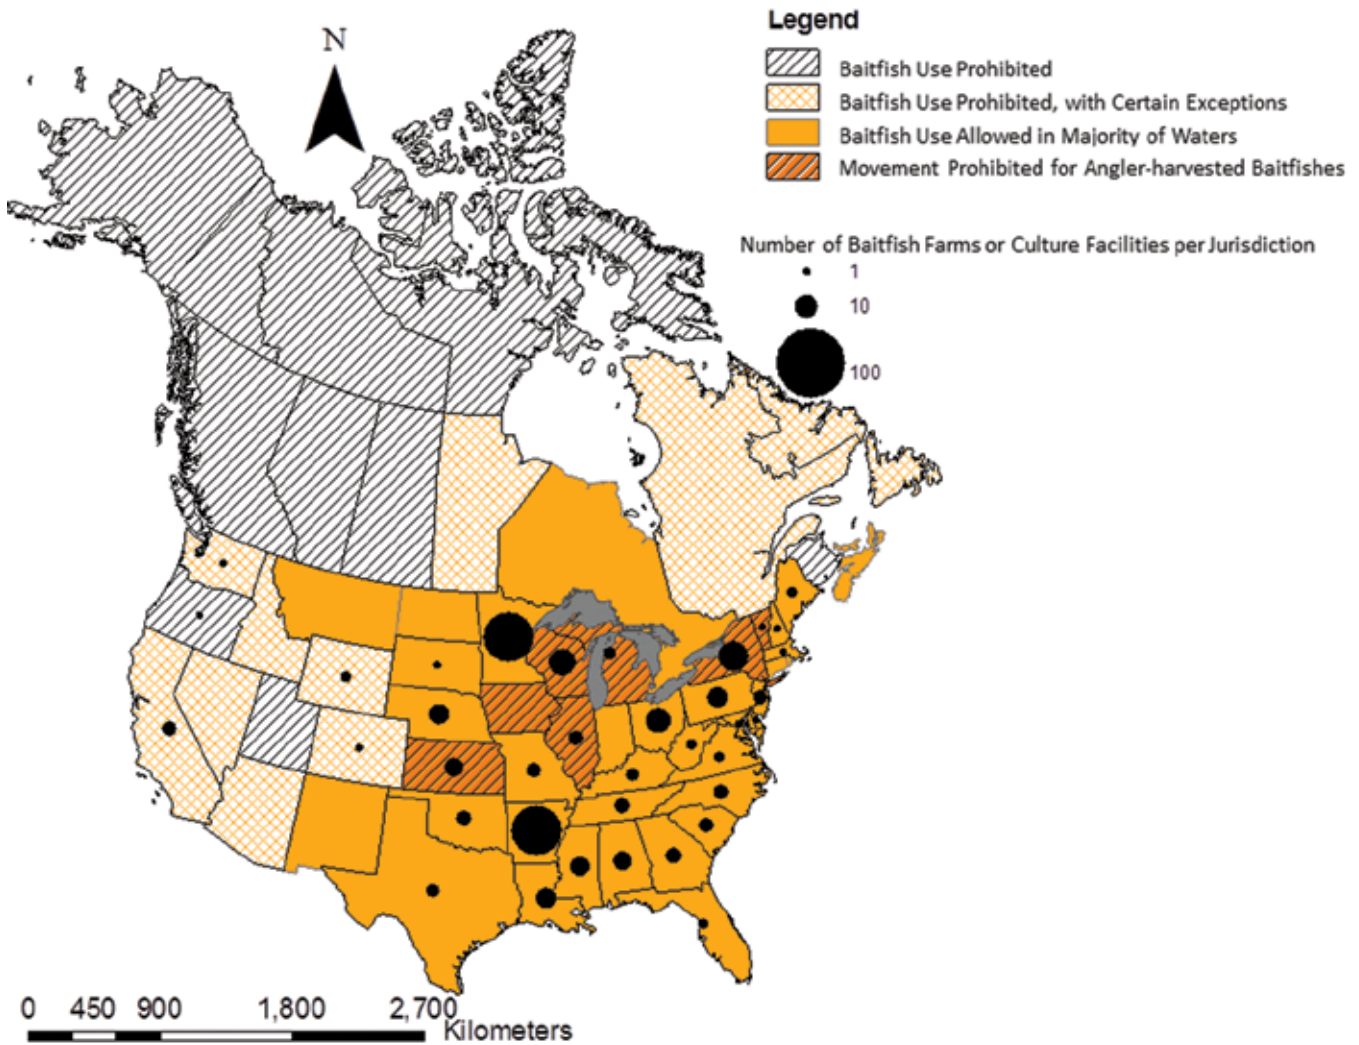 Legend
N
Baitfish Use Prohibited
Baitfish Use Prohibited, with Certain Exceptions
Baitfish Use Allowed in Majority of Waters
Movement Prohibited for Angler-harvested Baitfishes
Number of Baitfish Farms or Culture Facilities per Jurisdiction
1
10
100
0 450 900 1,800 2,700
Kilometers